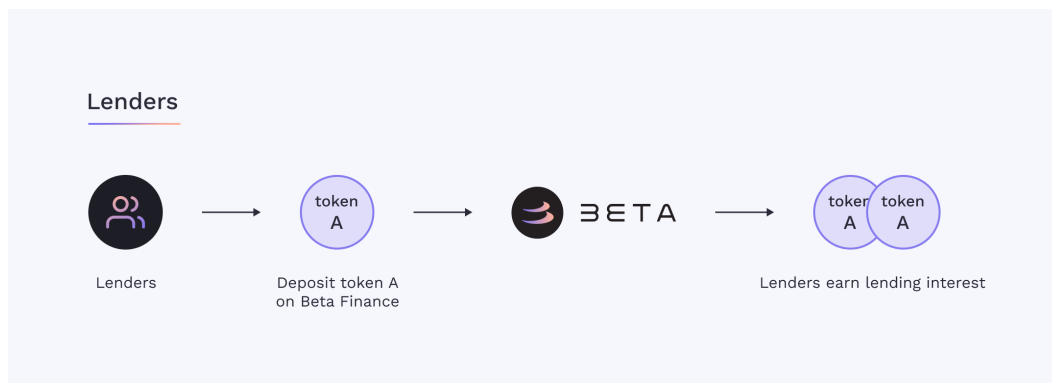 Lenders
token
A
BETA
token
A
token
A
Lenders
Deposit token A
on Beta Finance
Lenders earn lending interest